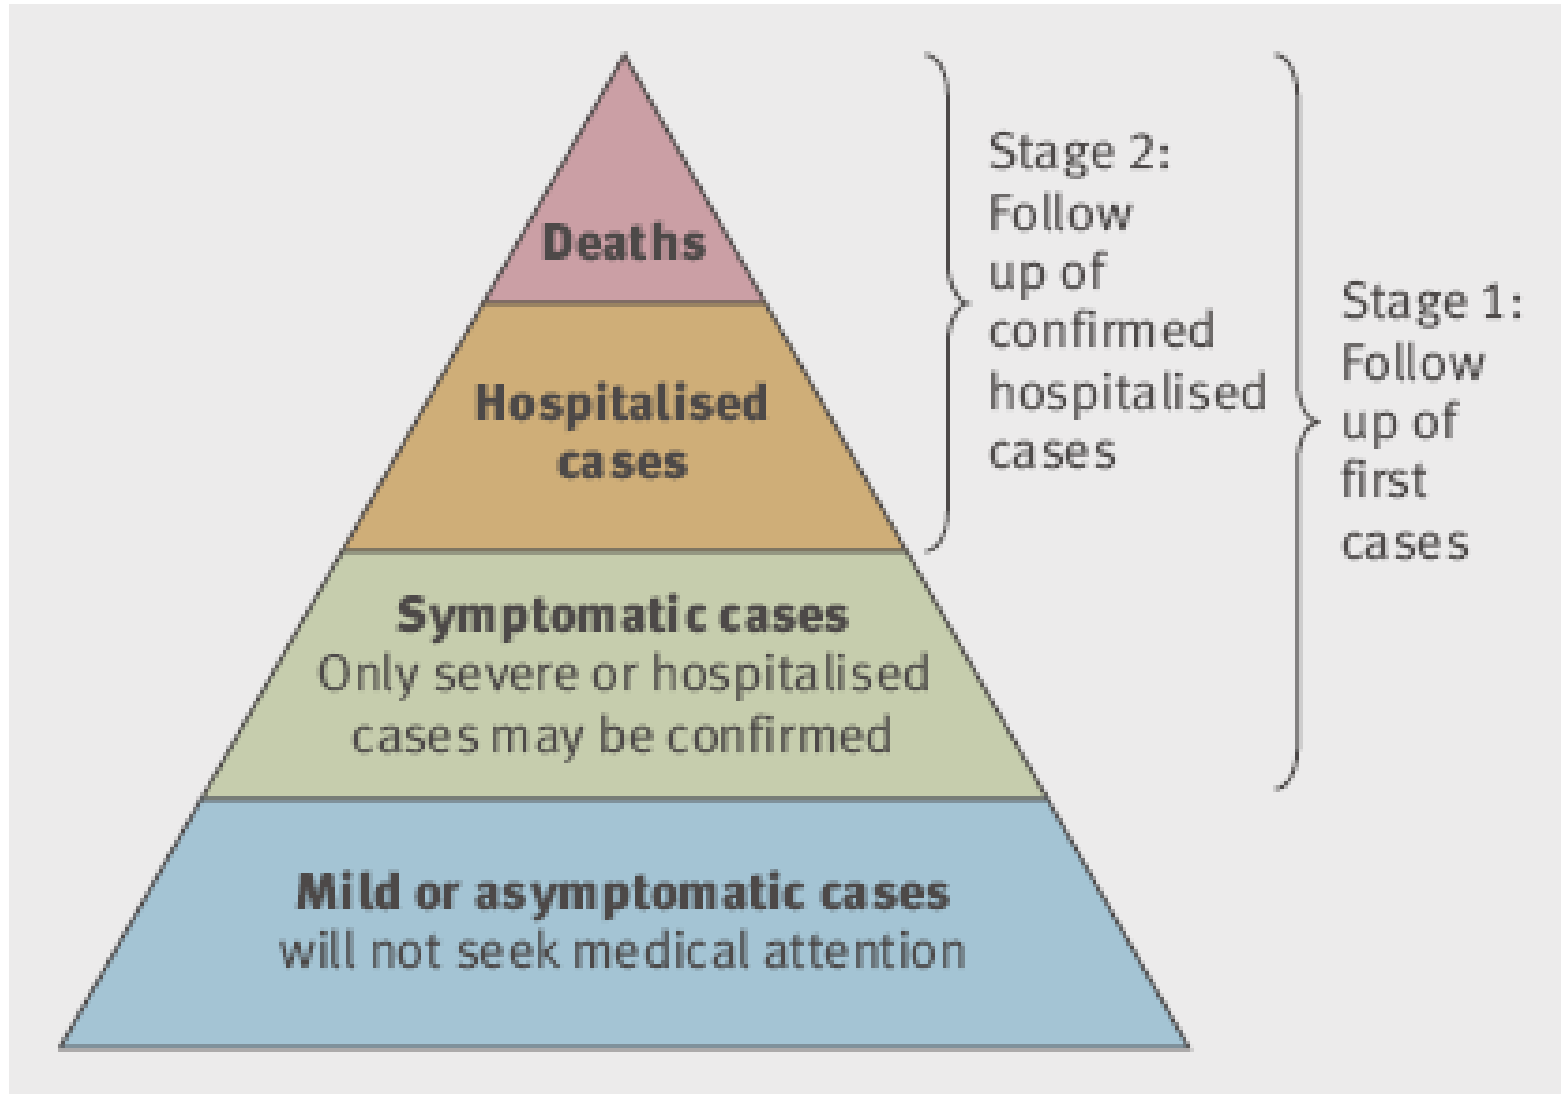 Deaths
Hospitalised
cases
Symptomatic cases
Only severe or hospitalised
cases may be confirmed
Mild or asymptomatic cases
will not seek medical attention
Stage 2:
Follow
up of
confirmed
hospitalised
cases
Stage 1:
Follow
up of
first
cases